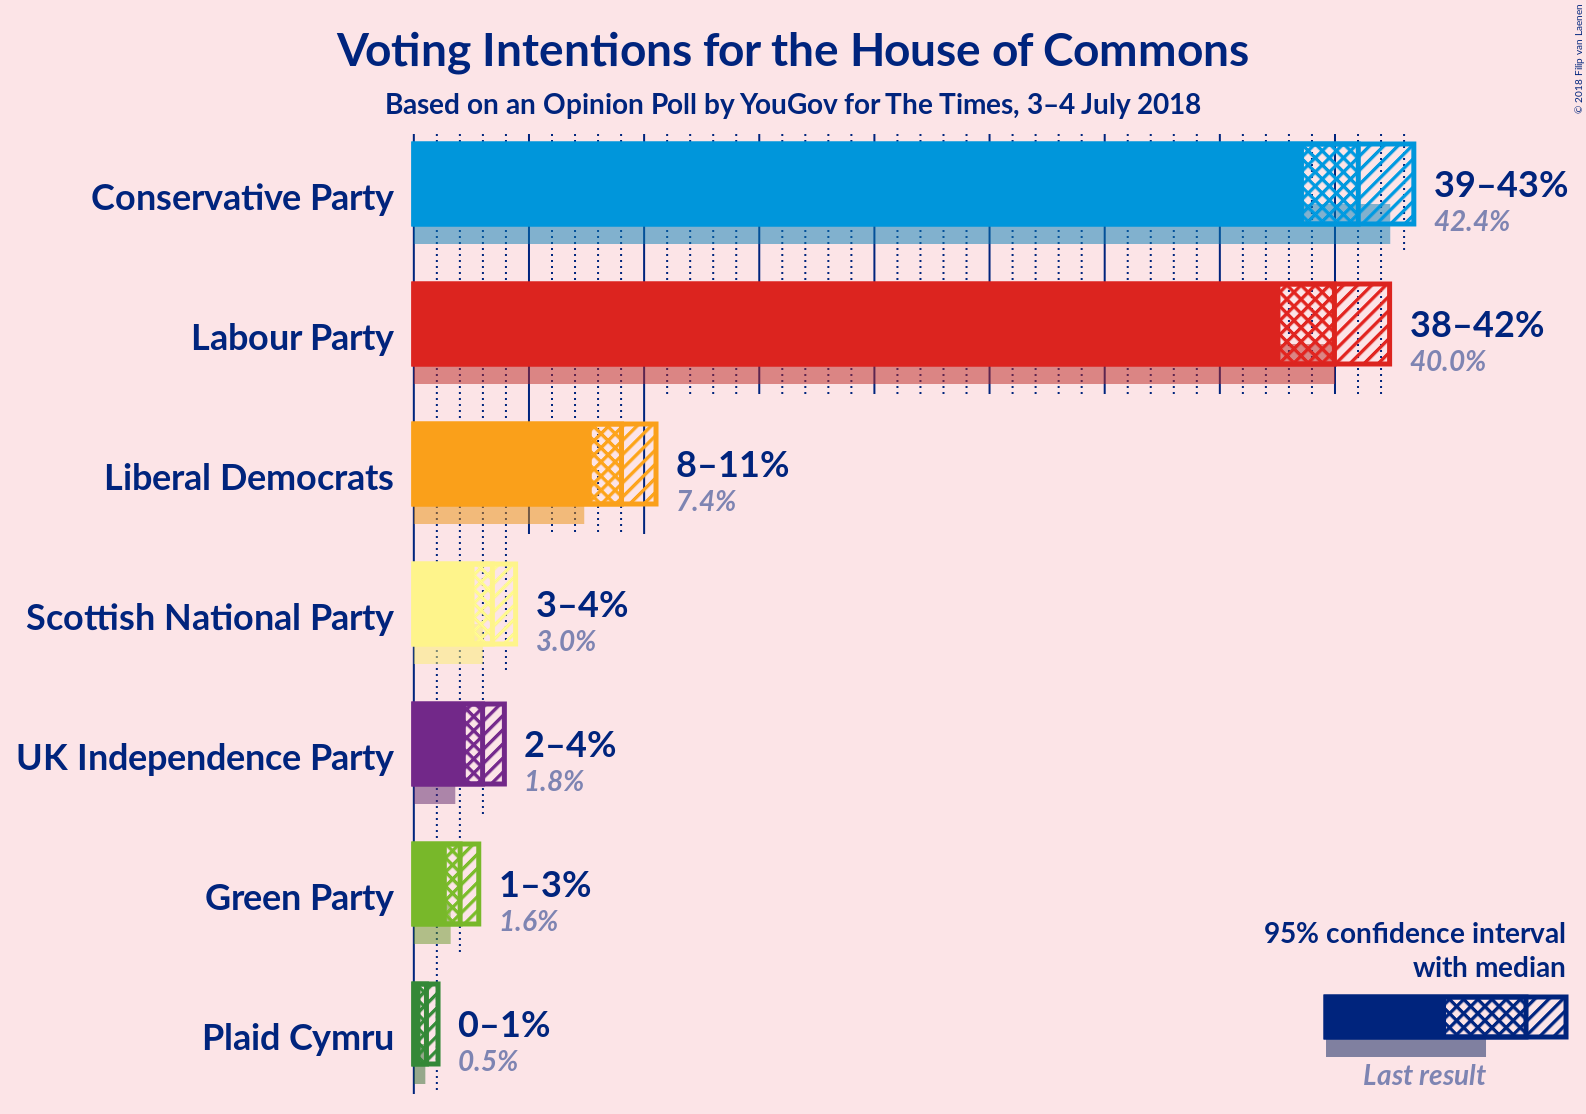 Voting Intentions for the House of Commons
Based on an Opinion Poll by YouGov for The Times, 3–4 July 2018
© 2018 Filip van Laenen
Conservative Party
39–43%
42.4%
Labour Party
38–42%
40.0%
Liberal Democrats
8–11%
7.4%
Scottish National Party
3–4%
3.0%
UK Independence Party
2–4%
1.8%
Green Party
1–3%
1.6%
Plaid Cymru
0–1%
0.5%
95% confidence interval
with median
Last result